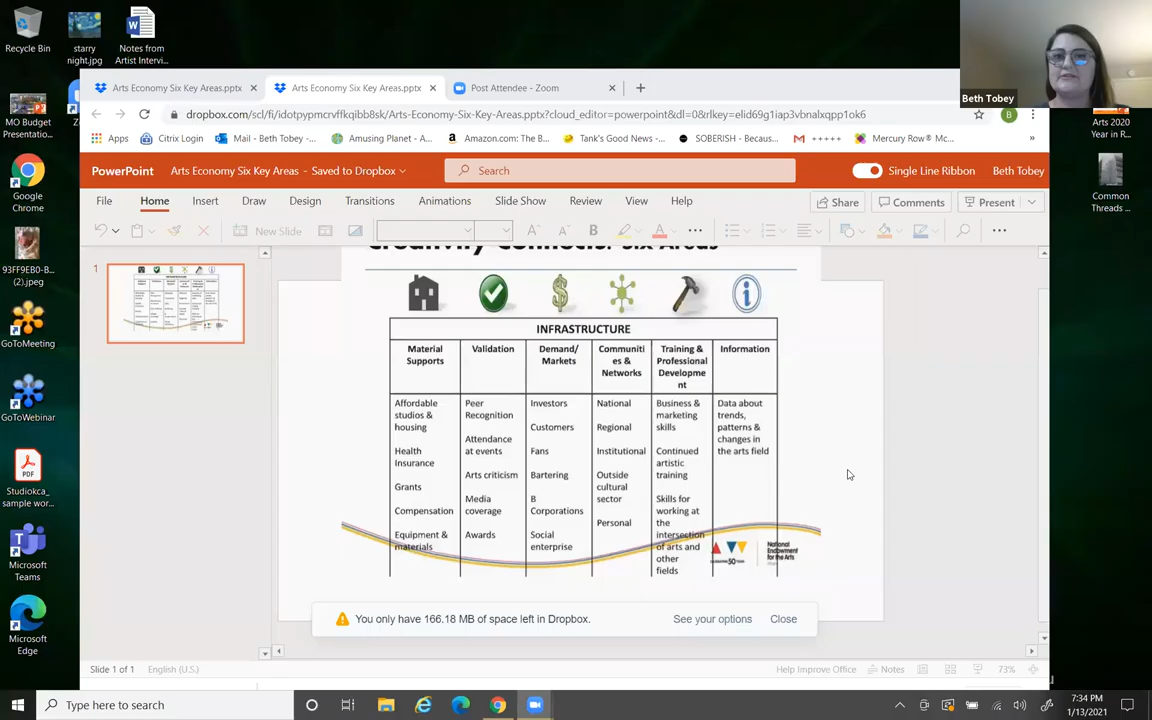 Recycle Bin
starry
night.jpg
Notes from
Artist Intervi...
Beth Tobey
Arts Economy Six Key Areas.pptx
Arts Economy Six Key Areas.pptx
Post Attendee - Zoom
dropbox.com/scl/fi/idotpypmcrvffkqibb8sk/Arts-Economy-Six-Key-Areas.pptx?cloud_editor=powerpoint&dl=0&rlkey=elid69g1iap3vbnalxqpp1ok6
B
Apps
Citrix Login
Mail - Beth Tobey -...
Amusing Planet - A...
Amazon.com: The B...
Tank's Good News -...
SOBERISH - Becaus...
+++++
Mercury Row® Mc...
»
MO Budget
Presentatio...
Arts 2020
Year in R...
PowerPoint
Arts Economy Six Key Areas - Saved to Dropbox
Search
Single Line Ribbon
Beth Tobey
File
Home
Insert
Draw
Design
Transitions
Animations
Slide Show
Review
View
Help
Share
Comments
Present
New Slide
B
A
Google
Chrome
Common
Threads ...
93FF9EB0-B...
(2).jpeg
GoToMeeting
GoToWebinar
PDF
Studiokca_
sample wor...
Microsoft
Teams
Microsoft
Edge
1
Creativity Connects: Six Areas
INFRASTRUCTURE
Material
Supports
Validation
Demand/
Markets
Communiti
es &
Networks
Training &
Professional
Developme
nt
Information
Affordable
studios &
housing
Health
Insurance
Grants
Compensation
Equipment &
materials
Peer
Recognition
Attendance
at events
Arts criticism
Media
coverage
Awards
Investors
Customers
Fans
Bartering
B
Corporations
Social
enterprise
National
Regional
Institutional
Outside
cultural
sector
Personal
Business &
marketing
skills
Continued
artistic
training
Skills for
working at
the
intersection
of arts and
other
fields
Data about
trends,
patterns &
changes in
the arts field
National
Endowment
for the Arts
You only have 166.18 MB of space left in Dropbox.
See your options
Close
Slide 1 of 1
English (U.S.)
Help Improve Office
Notes
73%
Type here to search
7:34 PM
1/13/2021